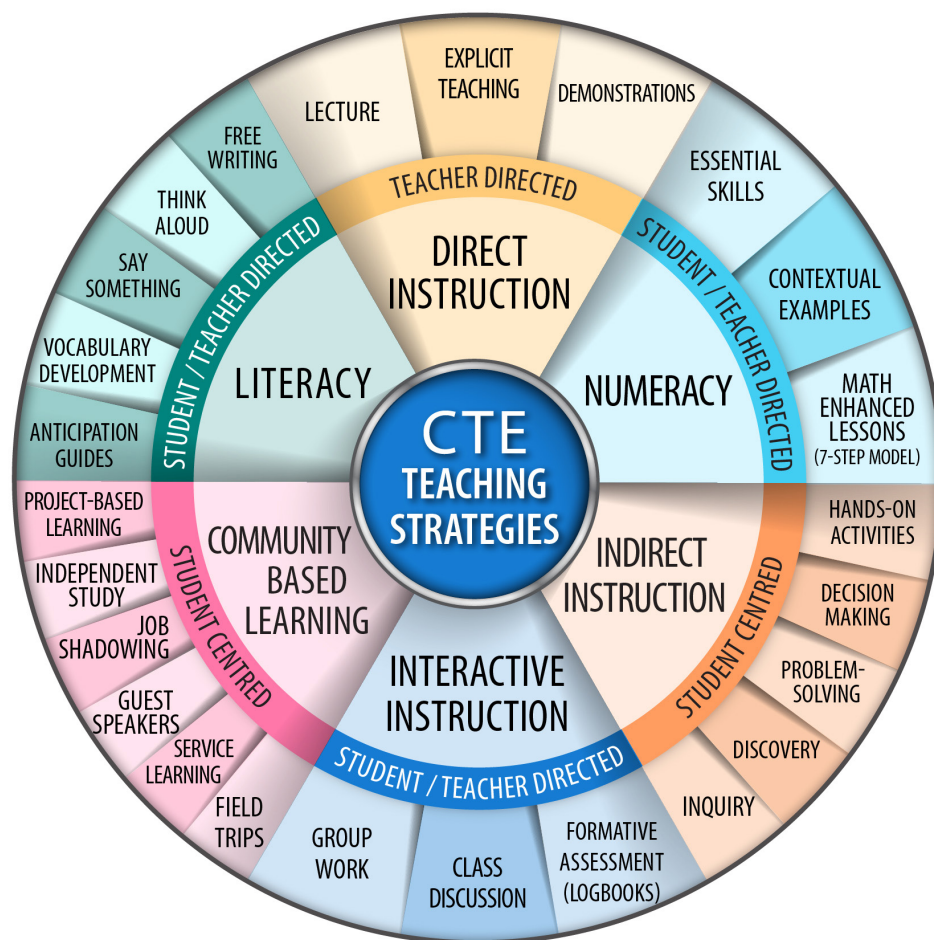 CTE
TEACHING
STRATEGIES
DIRECT
INSTRUCTION
TEACHER DIRECTED
LECTURE
EXPLICIT
TEACHING
DEMONSTRATIONS
NUMERACY
STUDENT / TEACHER DIRECTED
ESSENTIAL
SKILLS
CONTEXTUAL
EXAMPLES
MATH
ENHANCED
LESSONS
(7-STEP MODEL)
INDIRECT
INSTRUCTION
STUDENT CENTRED
HANDS-ON
ACTIVITIES
DECISION
MAKING
PROBLEM-
SOLVING
DISCOVERY
INQUIRY
INTERACTIVE
INSTRUCTION
STUDENT / TEACHER DIRECTED
FORMATIVE
ASSESSMENT
(LOGBOOKS)
CLASS
DISCUSSION
GROUP
WORK
COMMUNITY
BASED
LEARNING
STUDENT CENTRED
FIELD
TRIPS
SERVICE
LEARNING
GUEST
SPEAKERS
JOB
SHADOWING
INDEPENDENT
STUDY
PROJECT-BASED
LEARNING
LITERACY
STUDENT / TEACHER DIRECTED
ANTICIPATION
GUIDES
VOCABULARY
DEVELOPMENT
SAY
SOMETHING
THINK
ALOUD
FREE
WRITING